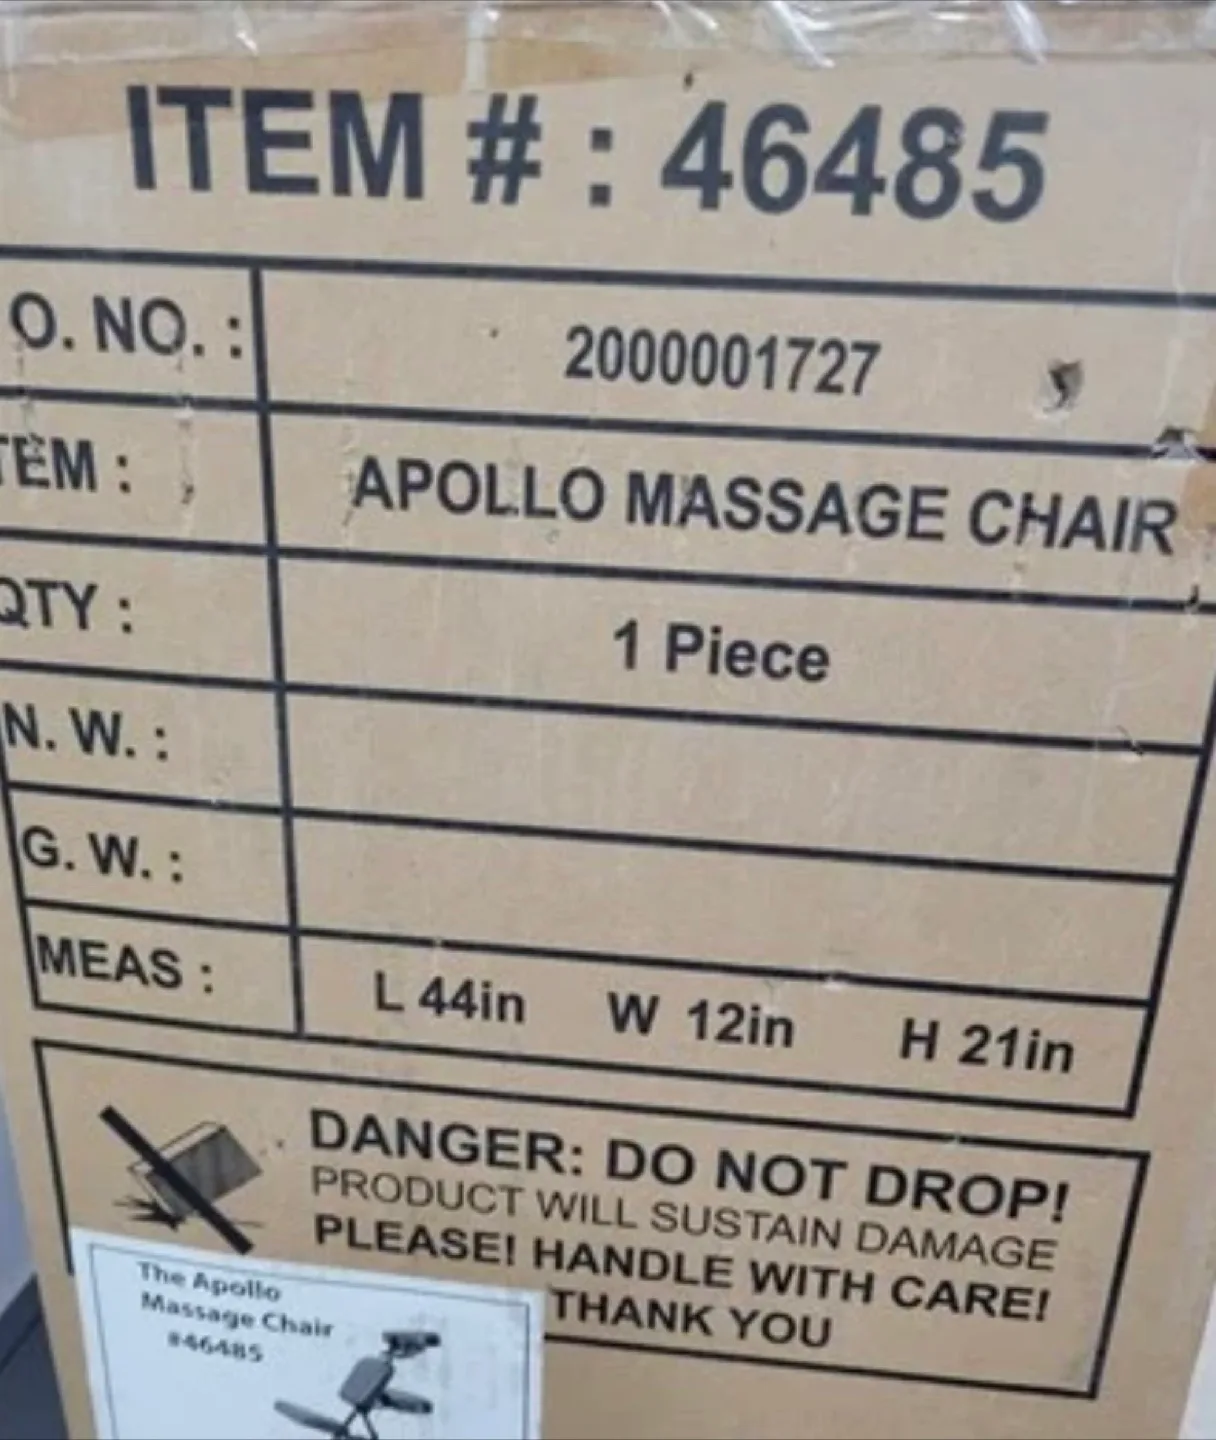 ITEM # : 46485
O. NO. : 2000001727
TEM : APOLLO MASSAGE CHAIR
QTY : 1 Piece
N. W. :
G. W. :
MEAS : L 44in W 12in H 21in
DANGER: DO NOT DROP!
PRODUCT WILL SUSTAIN DAMAGE
PLEASE! HANDLE WITH CARE!
THANK YOU
The Apollo
Massage Chair
#46485